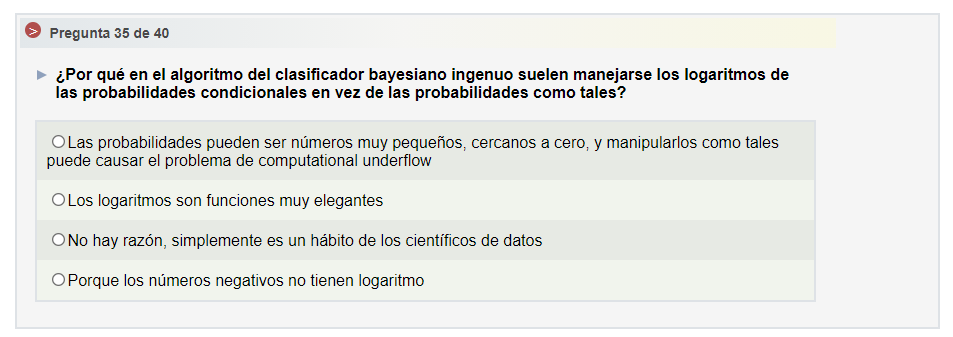 > Pregunta 35 de 40
¿Por qué en el algoritmo del clasificador bayesiano ingenuo suelen manejarse los logaritmos de
las probabilidades condicionales en vez de las probabilidades como tales?
Las probabilidades pueden ser números muy pequeños, cercanos a cero, y manipularlos como tales
puede causar el problema de computational underflow
Los logaritmos son funciones muy elegantes
No hay razón, simplemente es un hábito de los científicos de datos
Porque los números negativos no tienen logaritmo